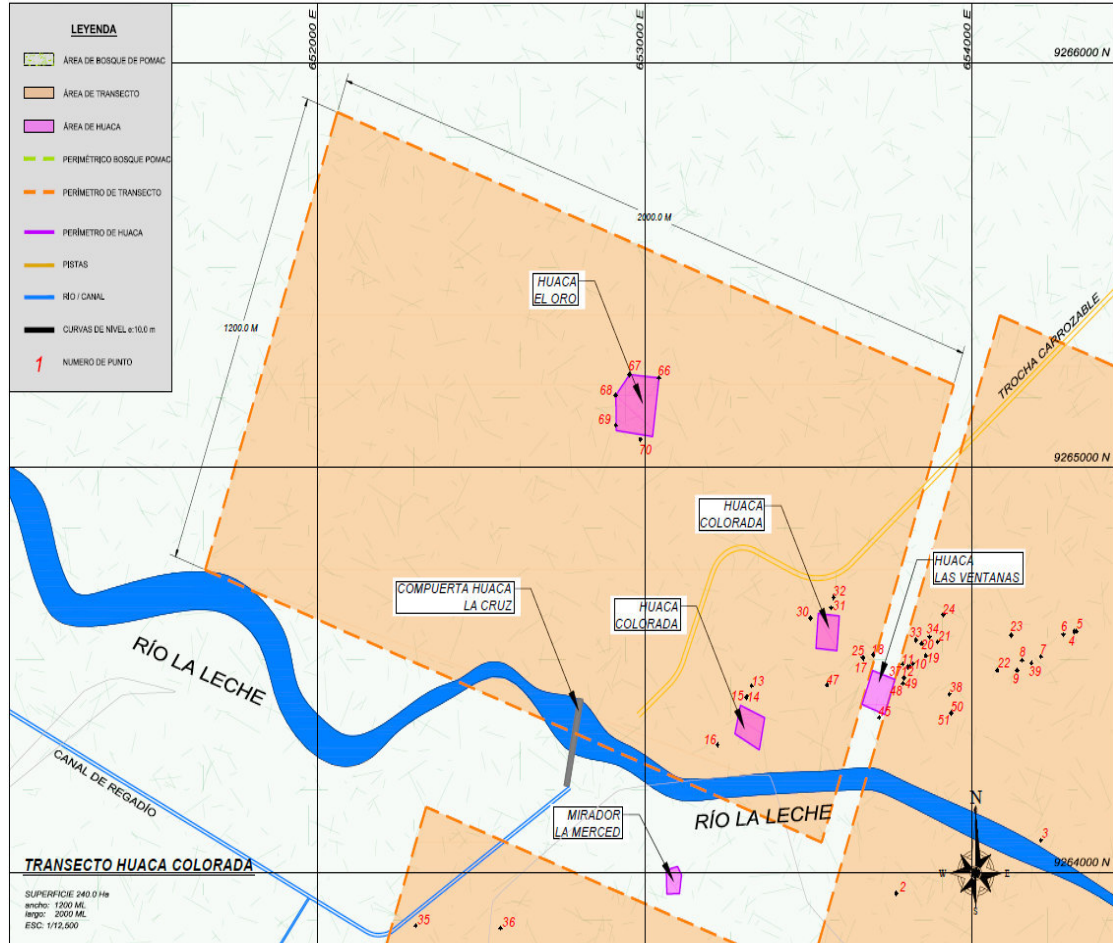 LEYENDA
ÁREA DE BOSQUE DE POMAC
ÁREA DE TRANSECTO
ÁREA DE HUACA
PERIMÉTRICO BOSQUE POMAC
PERÍMETRO DE TRANSECTO
PERÍMETRO DE HUACA
PISTAS
RÍO / CANAL
CURVAS DE NIVEL e:10.0 m
1 NUMERO DE PUNTO
652000 E
653000 E
654000 E
9266000 N
2000.0 M
1200.0 M
HUACA
EL ORO
TROCHA CARROZABLE
67
66
68
69
70
9265000 N
HUACA
COLORADA
HUACA
LAS VENTANAS
COMPUERTA HUACA
LA CRUZ
HUACA
COLORADA
32
31
30
24
33
34
20
21
23
6
5
4
25
18
17
11
10
19
37
12
49
48
22
8
7
9
39
13
15
14
47
38
45
50
51
16
RÍO LA LECHE
CANAL DE REGADÍO
MIRADOR
LA MERCED
RÍO LA LECHE
N
W
E
S
3
9264000 N
2
TRANSECTO HUACA COLORADA
SUPERFICIE 240.0 Ha
ancho: 1200 ML
largo: 2000 ML
ESC: 1/12,500
35
36